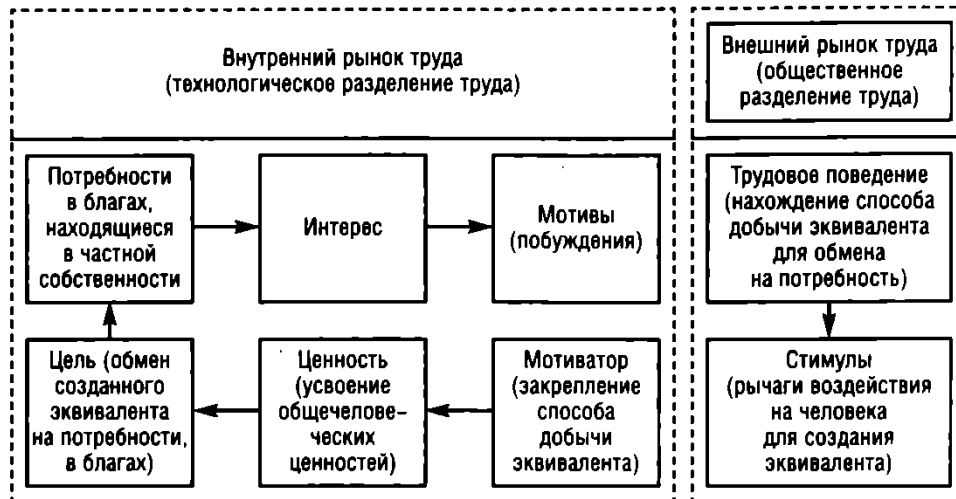 Внутренний рынок труда
(технологическое разделение труда)
Внешний рынок труда
(общественное
разделение труда)
Потребности
в благах,
находящиеся
в частной
собственности
Интерес
Мотивы
(побуждения)
Трудовое поведение
(нахождение способа
добычи эквивалента
для обмена
на потребность)
Цель (обмен
созданного
эквивалента
на потребности,
в благах)
Ценность
(усвоение
общечелове-
ческих
ценностей)
Мотиватор
(закрепление
способа
добычи
эквивалента)
Стимулы
(рычаги воздействия
на человека
для создания
эквивалента)